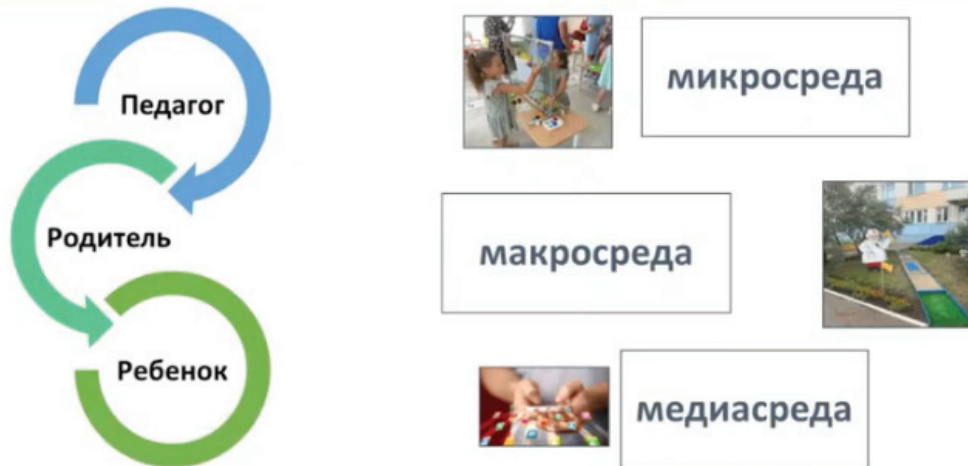 Педагог
Родитель
Ребенок
микросреда
макросреда
медиасреда